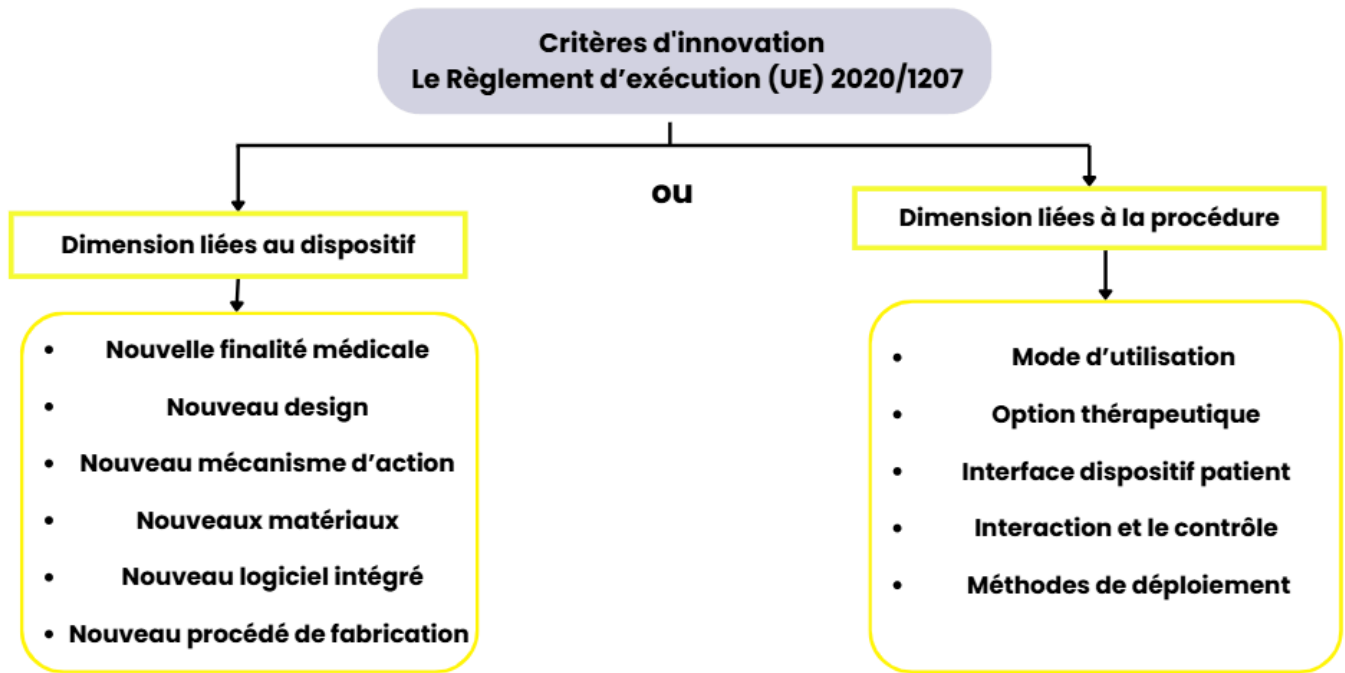 Critères d'innovation
Le Règlement d’exécution (UE) 2020/1207
ou
Dimension liées au dispositif
• Nouvelle finalité médicale
• Nouveau design
• Nouveau mécanisme d’action
• Nouveaux matériaux
• Nouveau logiciel intégré
• Nouveau procédé de fabrication
Dimension liées à la procédure
• Mode d’utilisation
• Option thérapeutique
• Interface dispositif patient
• Interaction et le contrôle
• Méthodes de déploiement